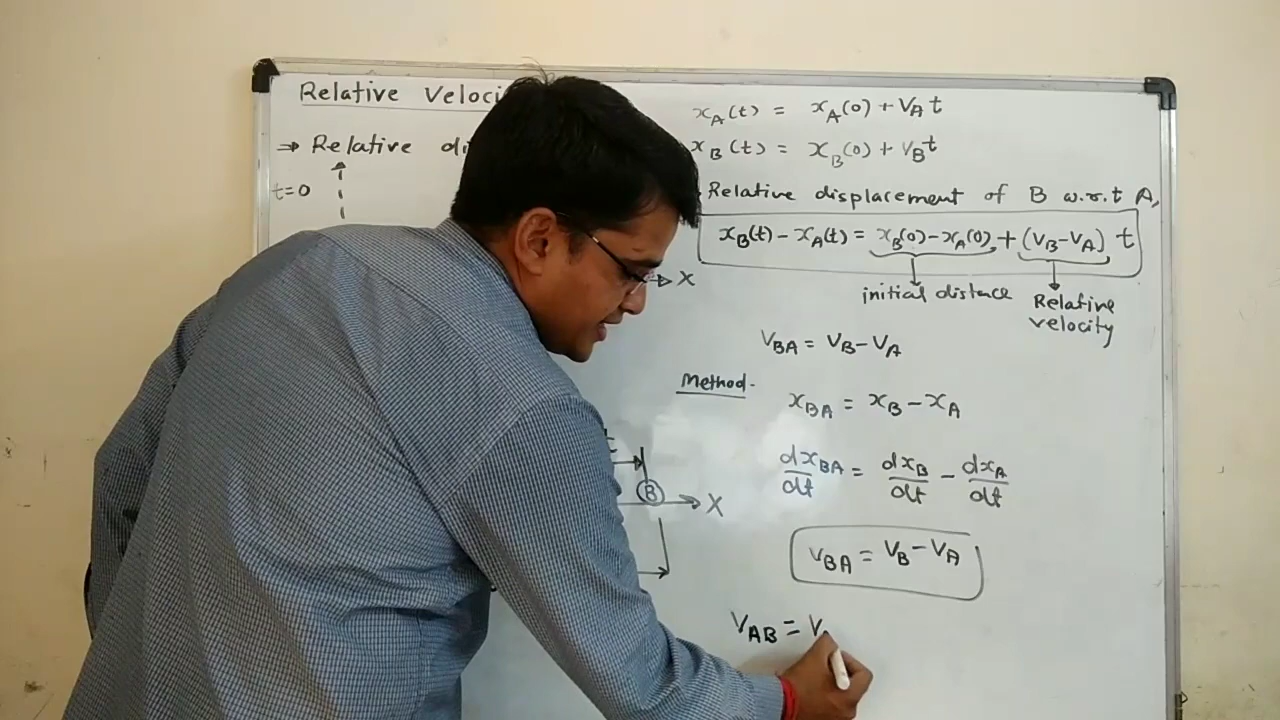 Relative Veloci
⇒ Relative di
t=0
X
B
X
x_A(t) = x_A(0) + V_A t
x_B(t) = x_B(0) + V_B t
Relative displacement of B w.r.t A,
x_B(t) - x_A(t) = x_B(0) - x_A(0) + (V_B - V_A) t
initial distace
Relative
velocity
V_BA = V_B - V_A
Method-
x_BA = x_B - x_A
dx_BA/dt = dx_B/dt - dx_A/dt
V_BA = V_B - V_A
V_AB = V